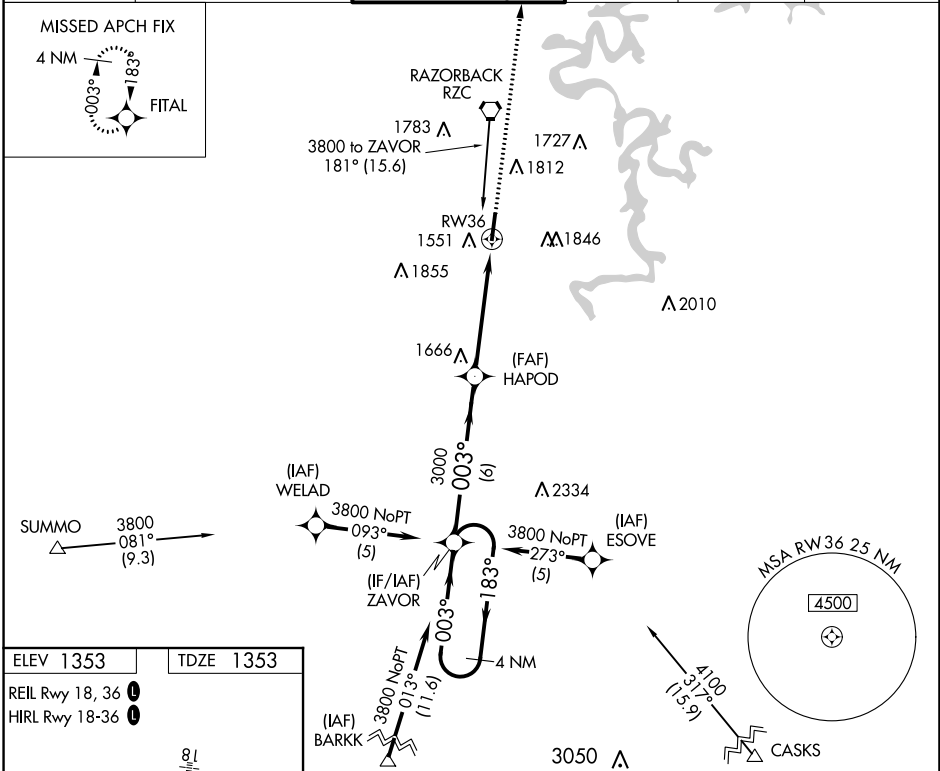 MISSED APCH FIX
4 NM
003°
183°
FITAL
RAZORBACK
RZC
1783
3800 to ZAVOR
181° (15.6)
1727
1812
RW36
1551
1846
1855
2010
1666
(FAF)
HAPOD
3000
003°
(6)
2334
(IAF)
WELAD
3800 NoPT
093°
(5)
SUMMO
3800
081°
(9.3)
3800 NoPT
273°
(5)
(IAF)
ESOVE
(IF/IAF)
ZAVOR
003°
183°
4 NM
MSA RW36 25 NM
4500
3800 NoPT
013°
(11.6)
(IAF)
BARKK
4100
317°
(15.9)
CASKS
3050
ELEV 1353
TDZE 1353
REIL Rwy 18, 36 L
HIRL Rwy 18-36 L
18